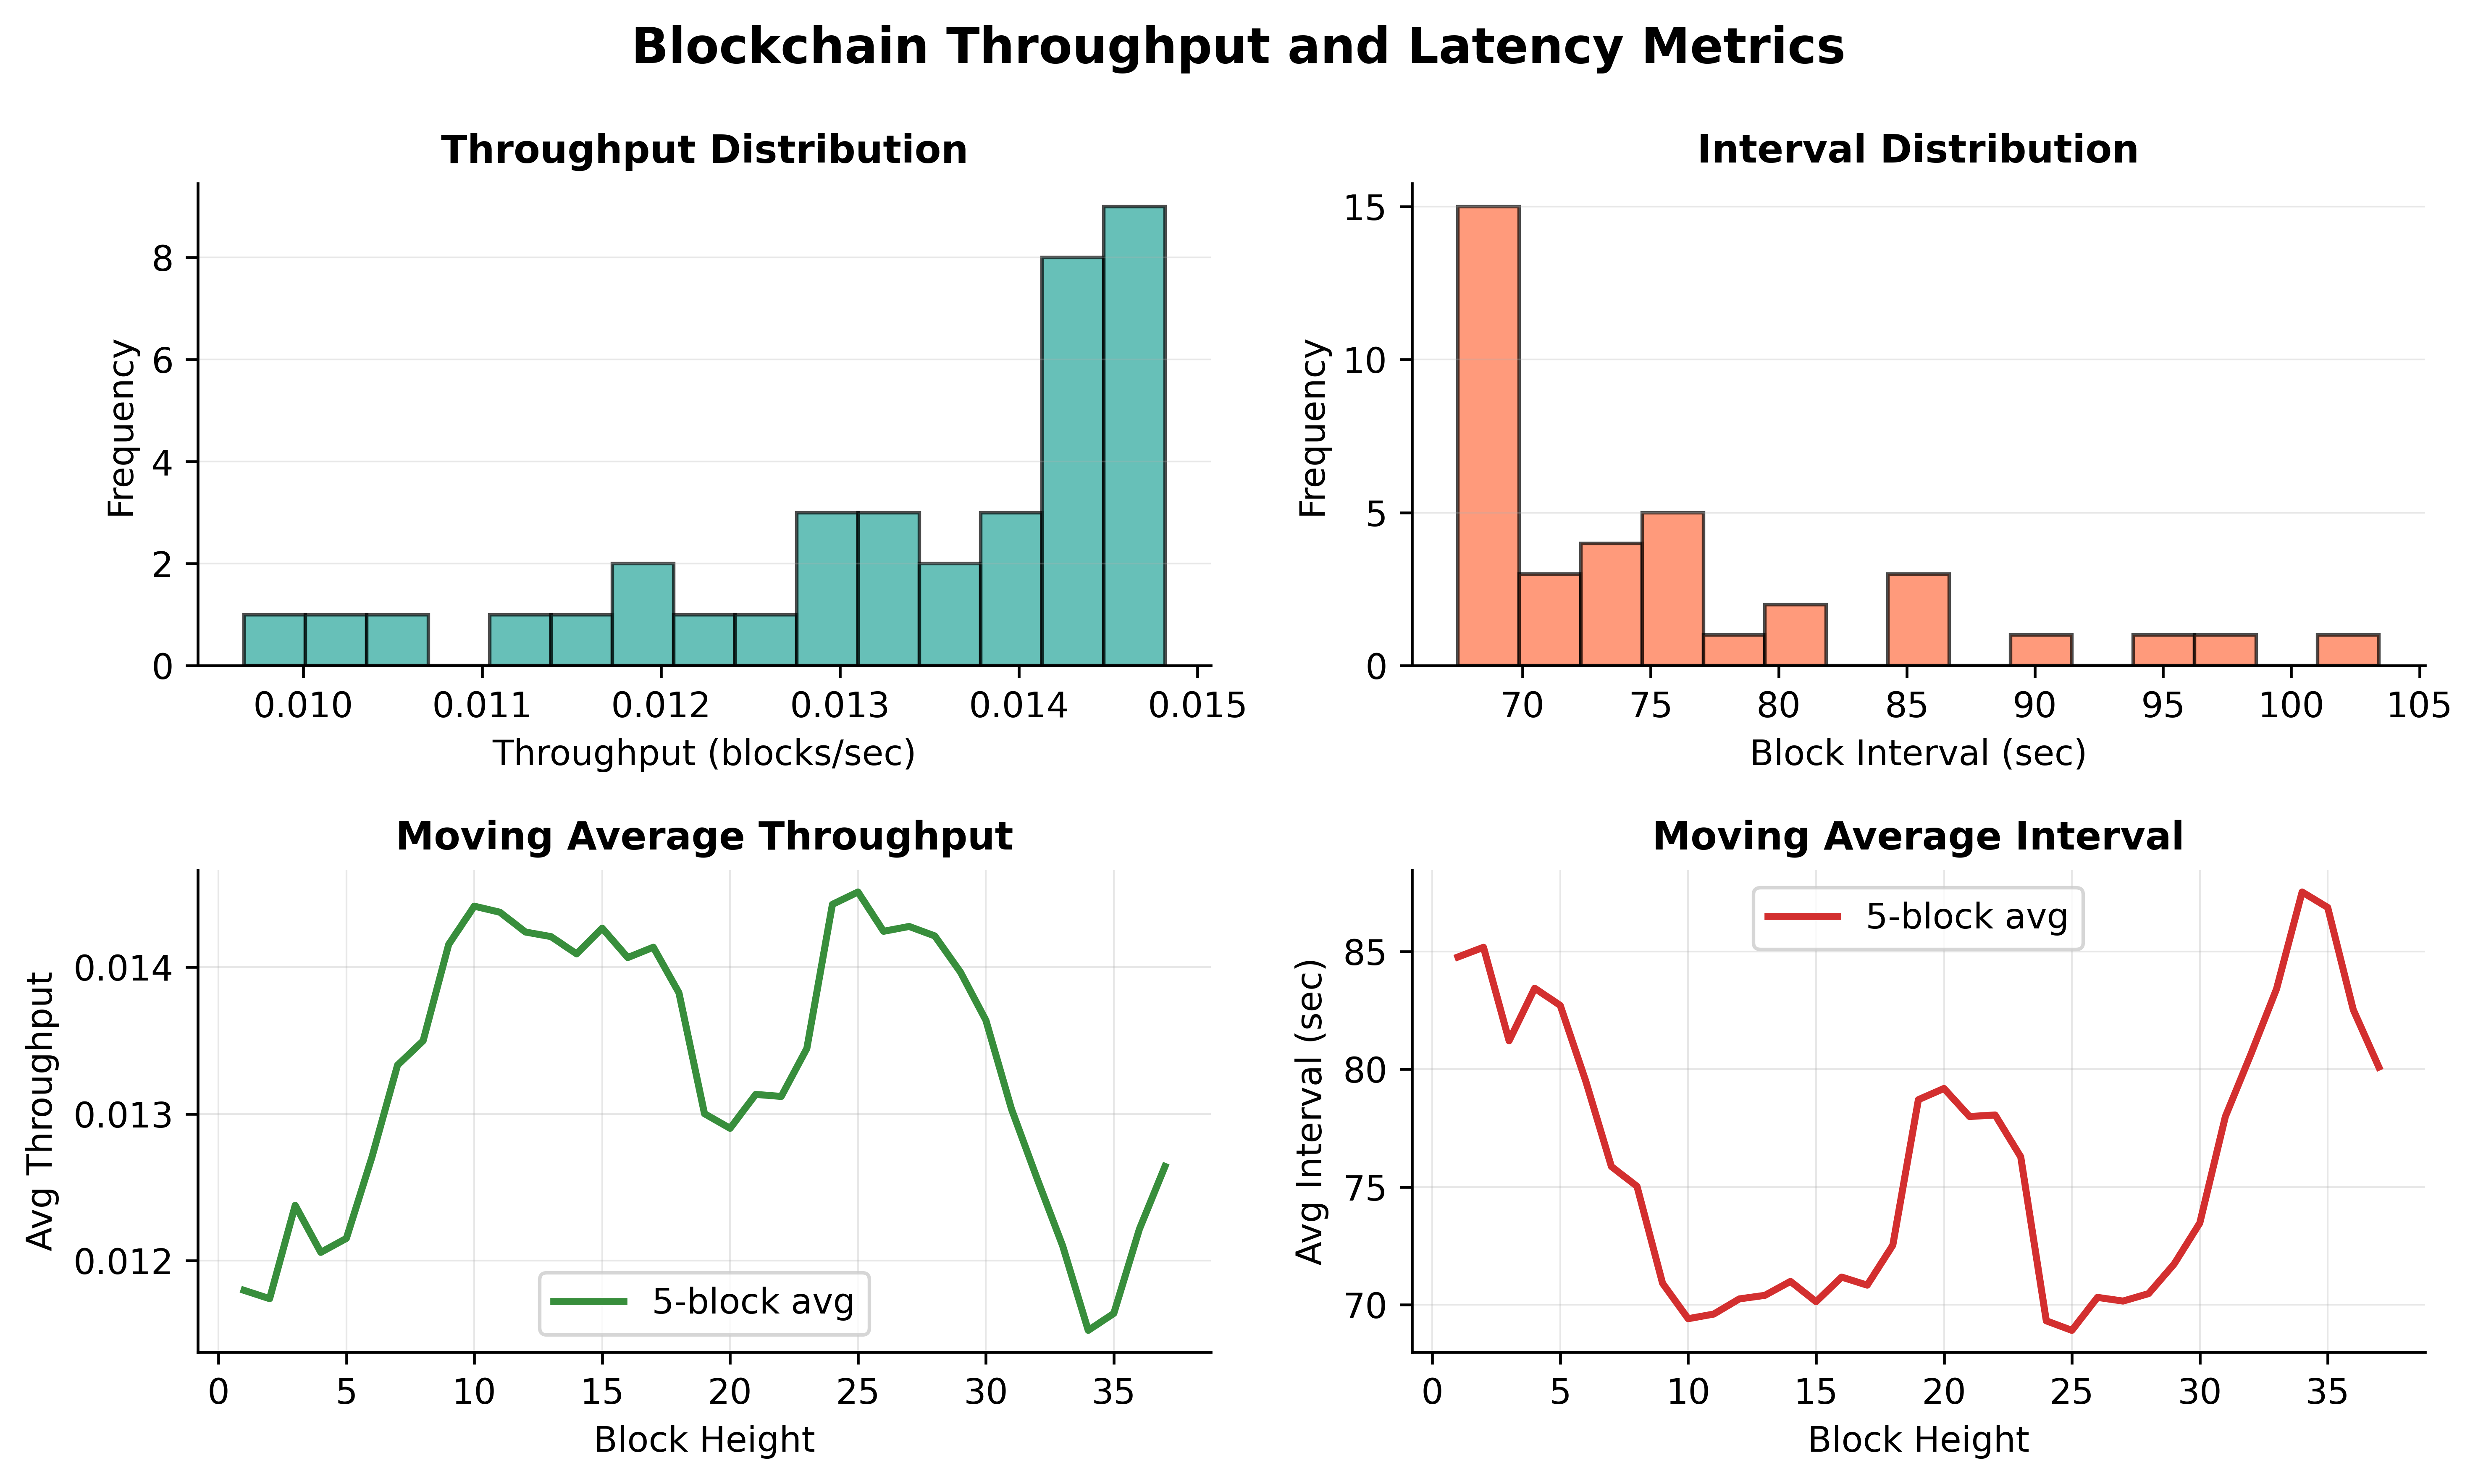 Blockchain Throughput and Latency Metrics
Throughput Distribution
Frequency
8
6
4
2
0
0.010 0.011 0.012 0.013 0.014 0.015
Throughput (blocks/sec)
Interval Distribution
Frequency
15
10
5
0
70 75 80 85 90 95 100 105
Block Interval (sec)
Moving Average Throughput
Avg Throughput
0.014
0.013
0.012
5-block avg
0 5 10 15 20 25 30 35
Block Height
Moving Average Interval
5-block avg
Avg Interval (sec)
85
80
75
70
0 5 10 15 20 25 30 35
Block Height